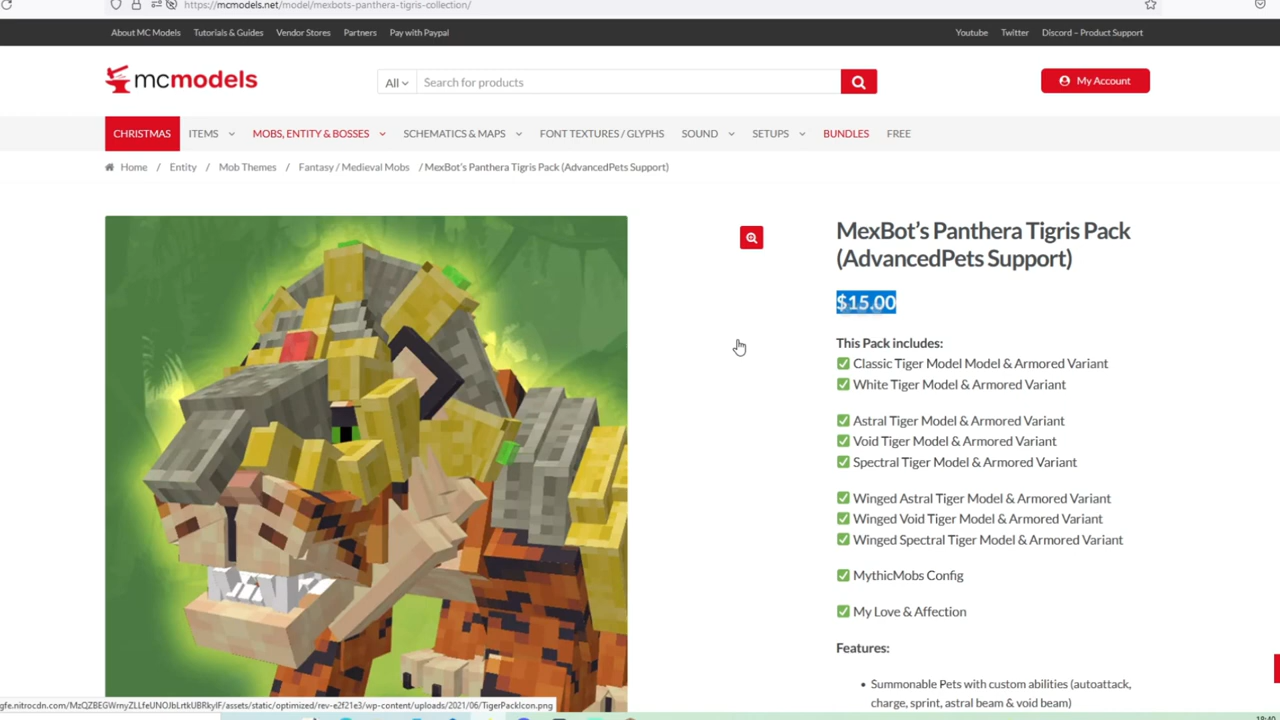 https://mcmodels.net/model/mexbots-panthera-tigris-collection/
About MC Models Tutorials & Guides Vendor Stores Partners Pay with Paypal Youtube Twitter Discord – Product Support
mcmodels All Search for products My Account
CHRISTMAS ITEMS MOBS, ENTITY & BOSSES SCHEMATICS & MAPS FONT TEXTURES / GLYPHS SOUND SETUPS BUNDLES FREE
Home / Entity / Mob Themes / Fantasy / Medieval Mobs / MexBot's Panthera Tigris Pack (AdvancedPets Support)
MexBot's Panthera Tigris Pack
(AdvancedPets Support)
$15.00
This Pack includes:
✅ Classic Tiger Model Model & Armored Variant
✅ White Tiger Model & Armored Variant
✅ Astral Tiger Model & Armored Variant
✅ Void Tiger Model & Armored Variant
✅ Spectral Tiger Model & Armored Variant
✅ Winged Astral Tiger Model & Armored Variant
✅ Winged Void Tiger Model & Armored Variant
✅ Winged Spectral Tiger Model & Armored Variant
✅ MythicMobs Config
✅ My Love & Affection
Features:
• Summonable Pets with custom abilities (autoattack,
charge, sprint, astral beam & void beam)